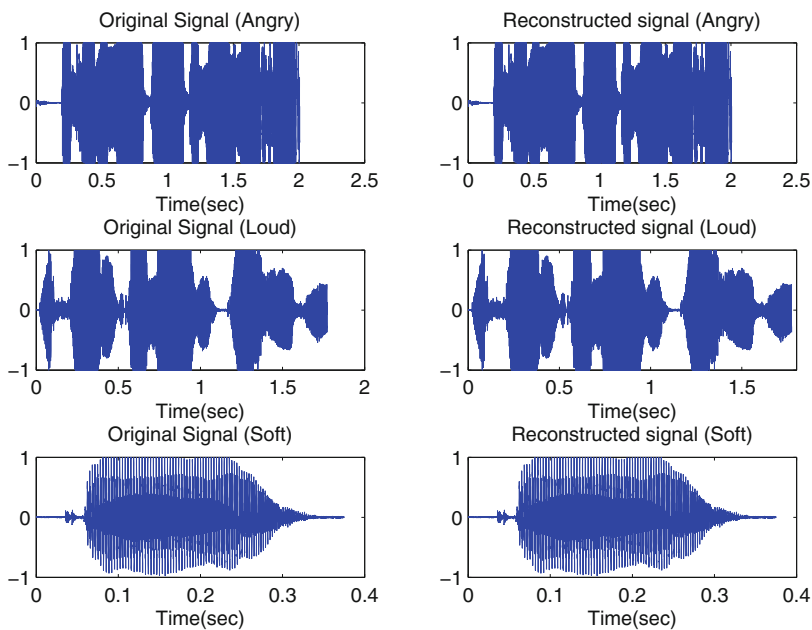 Original Signal (Angry)
1
0
−1
0 0.5 1 1.5 2 2.5
Time(sec)
Reconstructed signal (Angry)
1
0
−1
0 0.5 1 1.5 2 2.5
Time(sec)
Original Signal (Loud)
1
0
−1
0 0.5 1 1.5 2
Time(sec)
Reconstructed signal (Loud)
1
0
−1
0 0.5 1 1.5
Time(sec)
Original Signal (Soft)
1
0
−1
0 0.1 0.2 0.3 0.4
Time(sec)
Reconstructed signal (Soft)
1
0
−1
0 0.1 0.2 0.3 0.4
Time(sec)